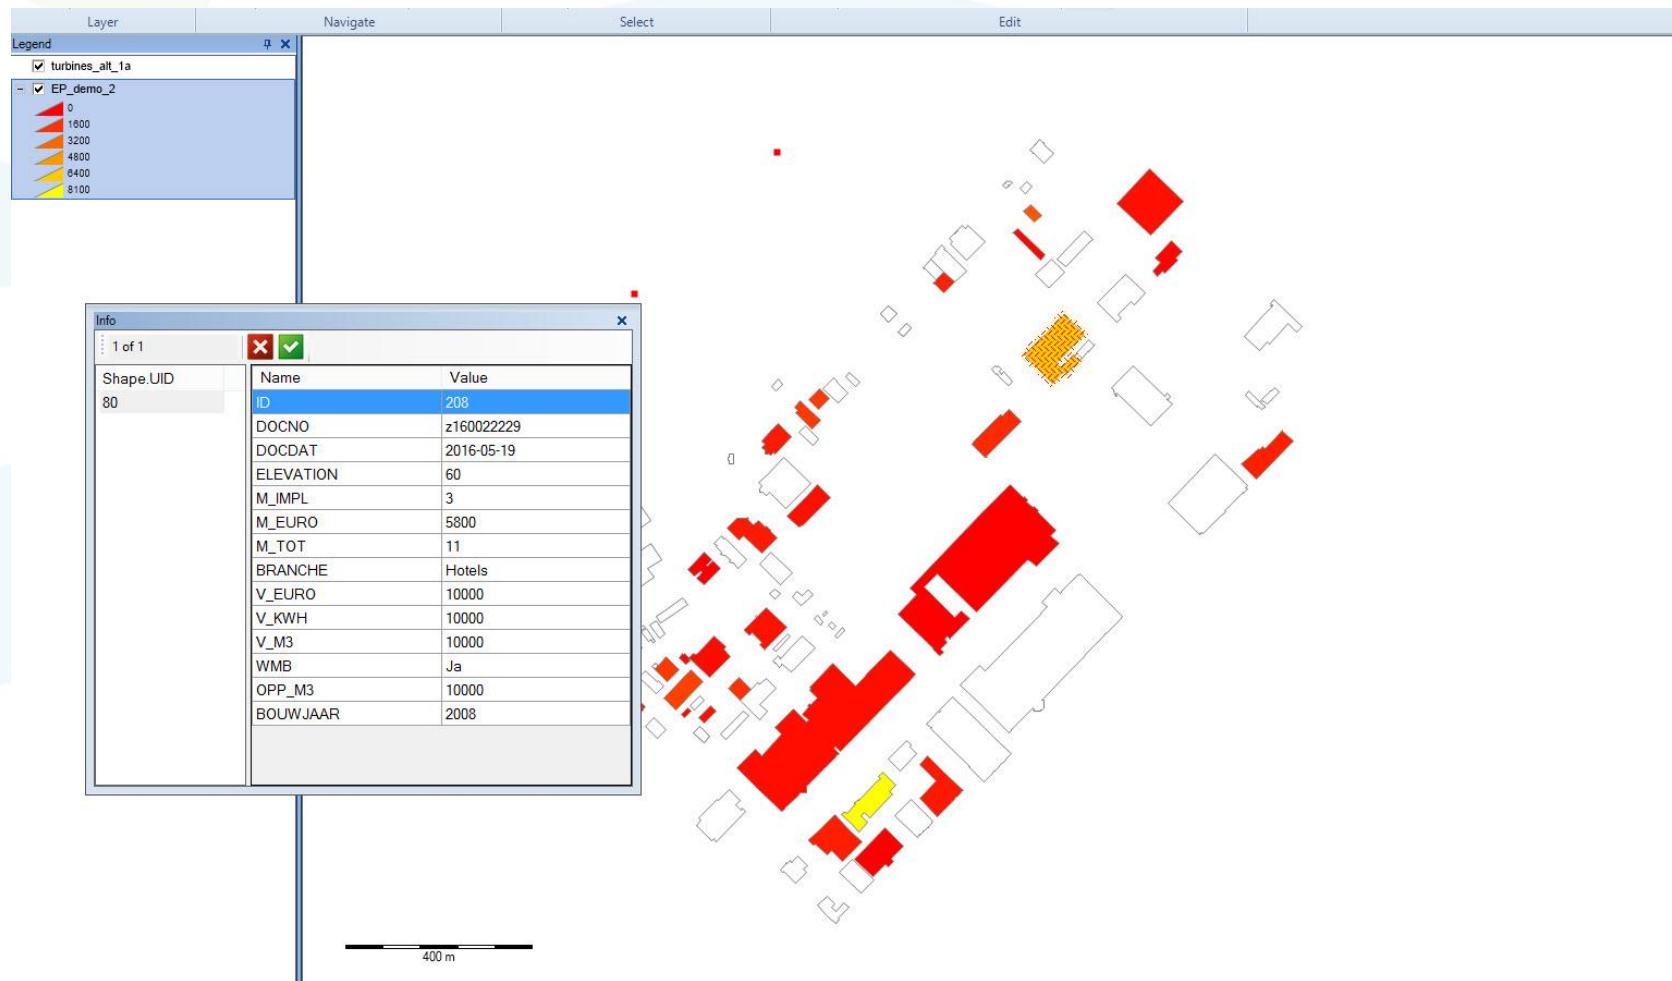 Layer Navigate Select Edit
Legend
turbines_alt_1a
EP_demo_2
0
1600
3200
4800
6400
8100
Info
1 of 1
Shape.UID
80
Name Value
ID 208
DOCNO z160022229
DOCDAT 2016-05-19
ELEVATION 60
M_IMPL 3
M_EURO 5800
M_TOT 11
BRANCHE Hotels
V_EURO 10000
V_KWH 10000
V_M3 10000
WMB Ja
OPP_M3 10000
BOUWJAAR 2008
400 m